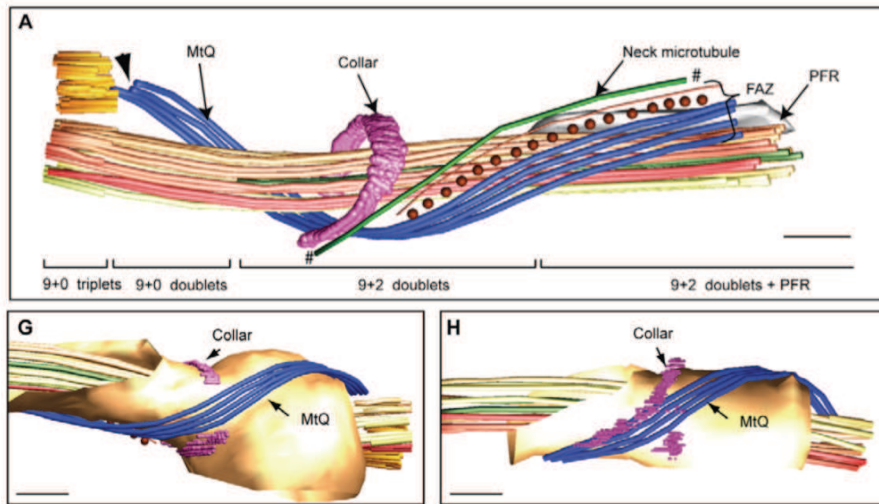 A
MtQ
Collar
Neck microtubule
#
FAZ
PFR
#
9+0 triplets 9+0 doublets 9+2 doublets 9+2 doublets + PFR
G
Collar
MtQ
H
Collar
MtQ